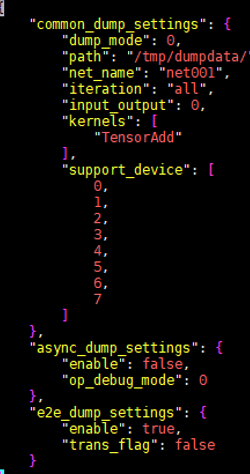 {
    "common_dump_settings": {
        "dump_mode": 0,
        "path": "/tmp/dumpdata/"
        "net_name": "net001",
        "iteration": "all",
        "input_output": 0,
        "kernels": [
            "TensorAdd"
        ],
        "support_device": [
            0,
            1,
            2,
            3,
            4,
            5,
            6,
            7
        ]
    },
    "async_dump_settings": {
        "enable": false,
        "op_debug_mode": 0
    },
    "e2e_dump_settings": {
        "enable": true,
        "trans_flag": false
    }